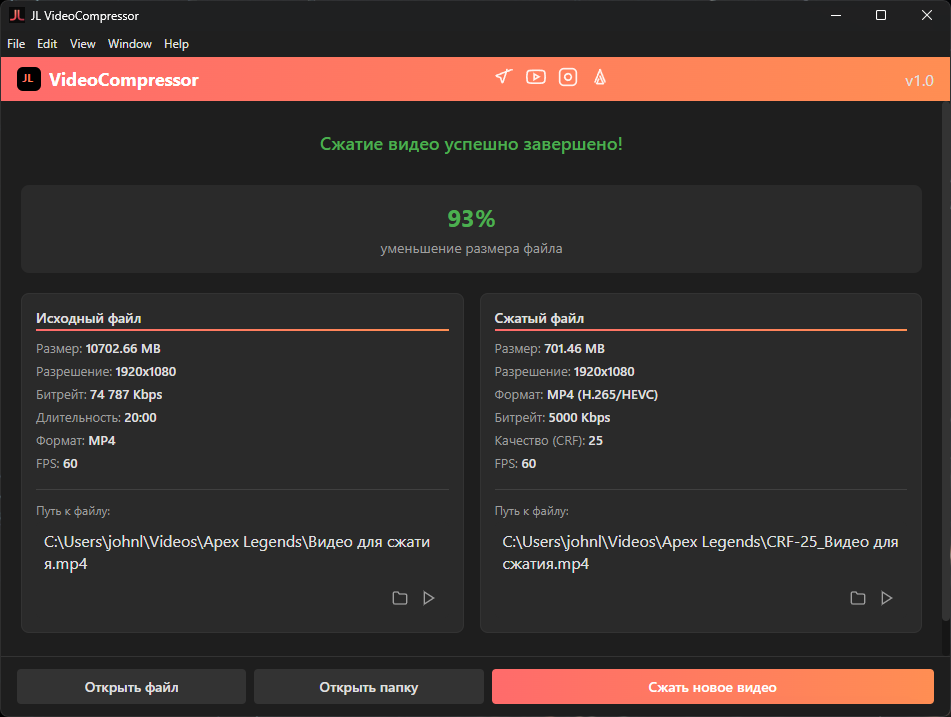 JL VideoCompressor
File Edit View Window Help
JL VideoCompressor v1.0
Сжатие видео успешно завершено!
93%
уменьшение размера файла
Исходный файл
Размер: 10702.66 MB
Разрешение: 1920x1080
Битрейт: 74 787 Kbps
Длительность: 20:00
Формат: MP4
FPS: 60
Путь к файлу:
C:\Users\johnl\Videos\Apex Legends\Видео для сжати
я.mp4
Сжатый файл
Размер: 701.46 MB
Разрешение: 1920x1080
Формат: MP4 (H.265/HEVC)
Битрейт: 5000 Kbps
Качество (CRF): 25
FPS: 60
Путь к файлу:
C:\Users\johnl\Videos\Apex Legends\CRF-25_Видео для
сжатия.mp4
Открыть файл
Открыть папку
Сжать новое видео